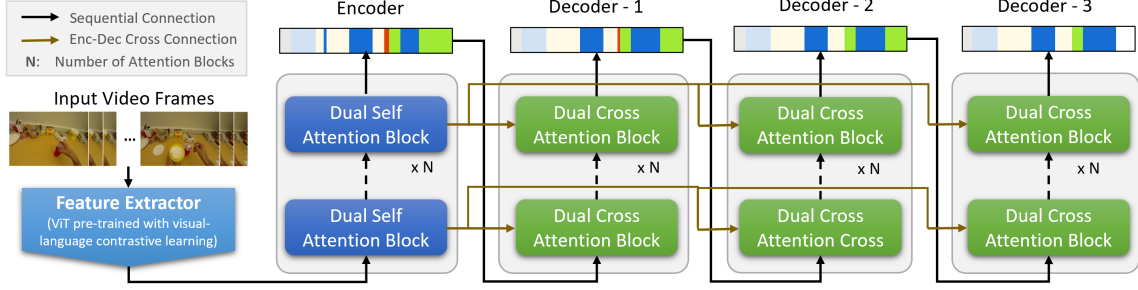 Sequential Connection
Enc-Dec Cross Connection
N: Number of Attention Blocks
Input Video Frames
...
Feature Extractor
(ViT pre-trained with visual-
language contrastive learning)
Encoder
Dual Self
Attention Block
x N
Dual Self
Attention Block
Decoder - 1
Dual Cross
Attention Block
x N
Dual Cross
Attention Block
Decoder - 2
Dual Cross
Attention Block
x N
Dual Cross
Attention Cross
Decoder - 3
Dual Cross
Attention Block
x N
Dual Cross
Attention Block